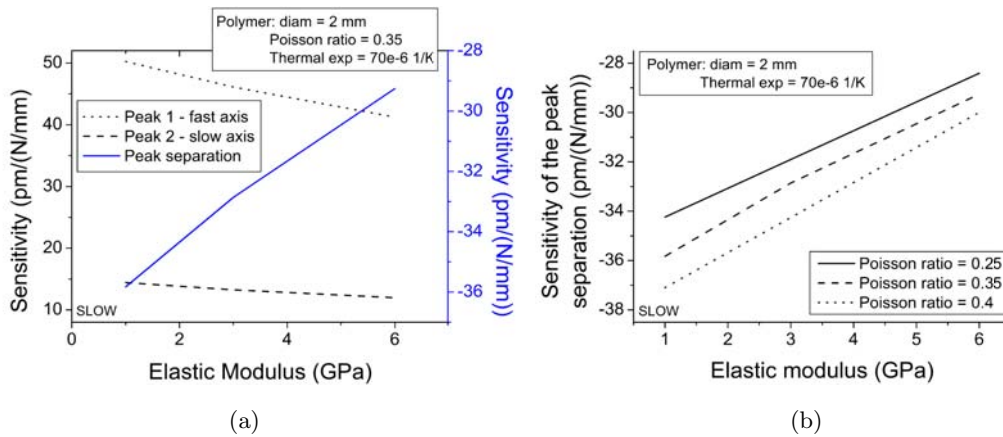 Polymer: diam = 2 mm
Poisson ratio = 0.35
Thermal exp = 70e-6 1/K
Peak 1 - fast axis
Peak 2 - slow axis
Peak separation
SLOW
50
40
30
20
10
Sensitivity (pm/(N/mm))
-28
-30
-32
-34
-36
Sensitivity (pm/(N/mm))
0
2
4
6
Elastic Modulus (GPa)
(a)
Polymer: diam = 2 mm
Thermal exp = 70e-6 1/K
Sensitivity of the peak
separation (pm/(N/mm))
-28
-30
-32
-34
-36
-38
Poisson ratio = 0.25
Poisson ratio = 0.35
Poisson ratio = 0.4
SLOW
1
2
3
4
5
6
Elastic modulus (GPa)
(b)